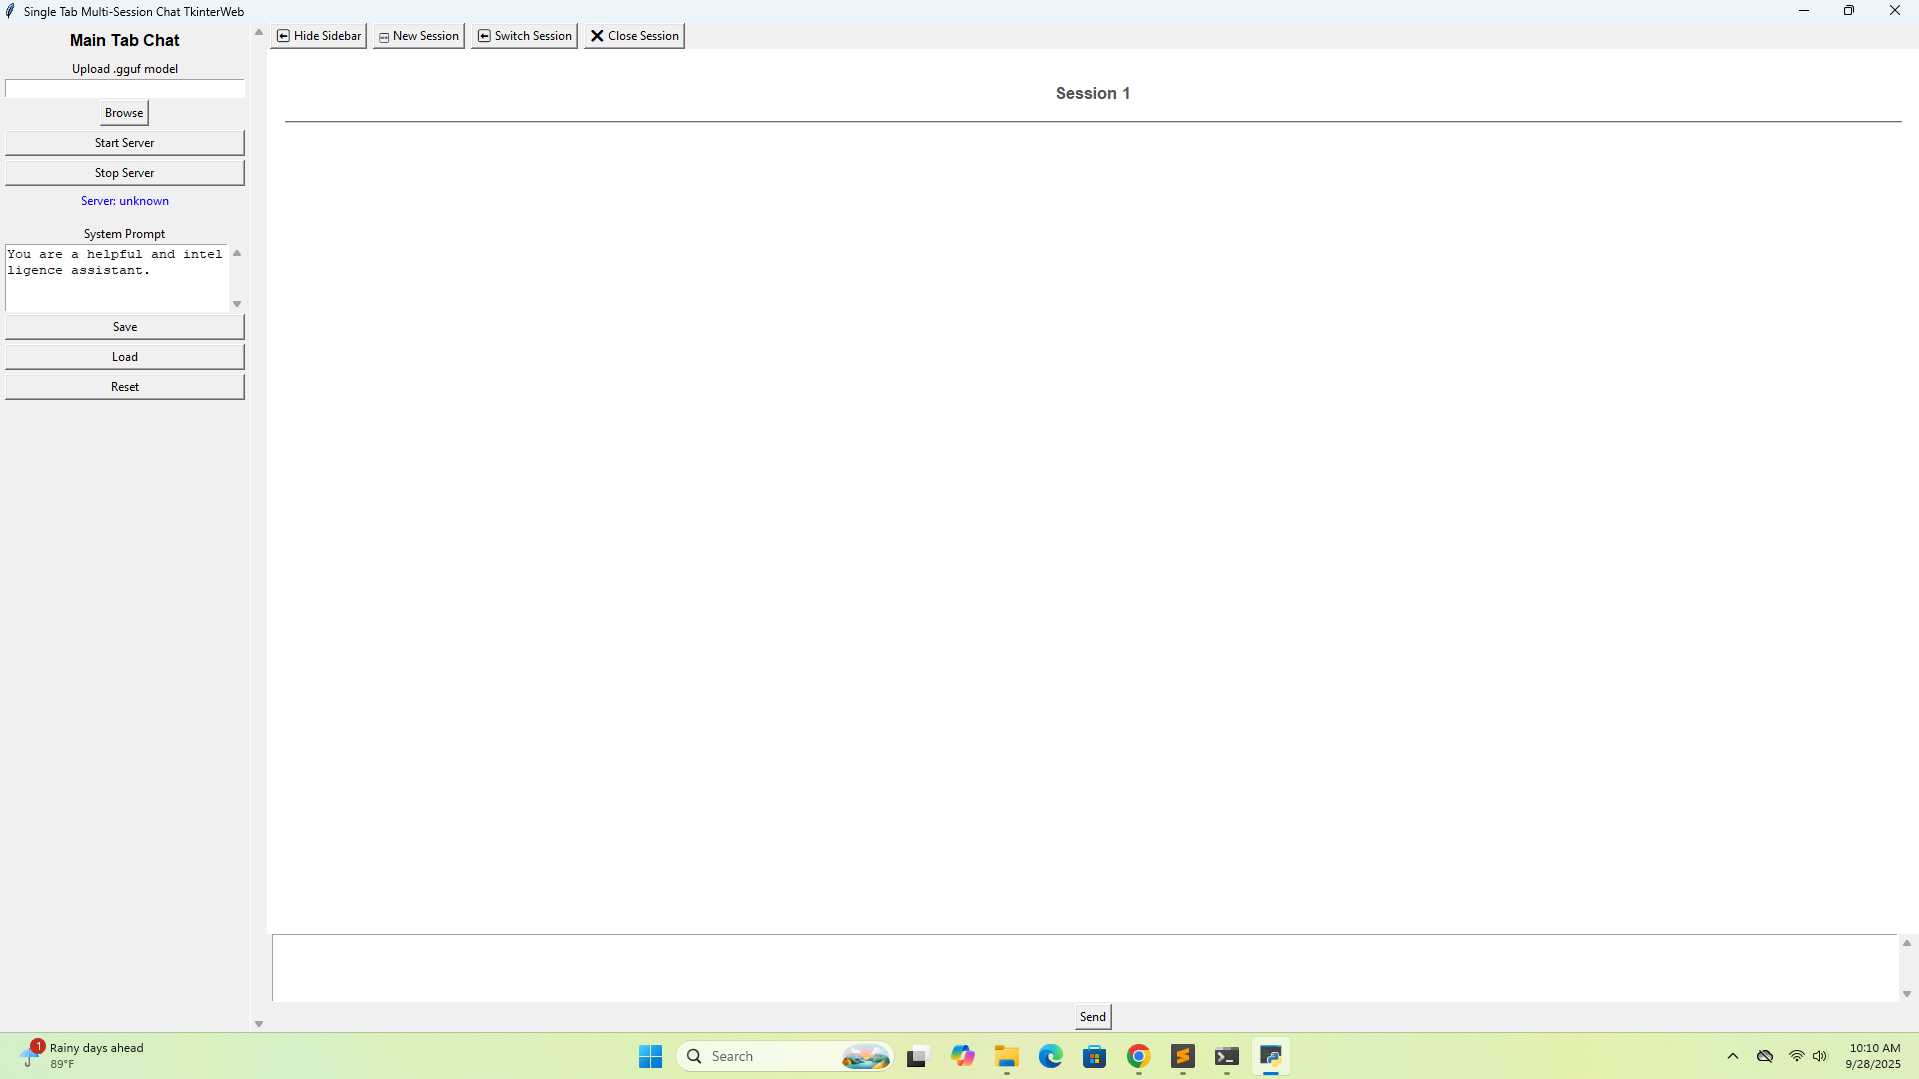 Single Tab Multi-Session Chat TkinterWeb
Main Tab Chat
Upload .gguf model
Browse
Start Server
Stop Server
Server: unknown
System Prompt
You are a helpful and intel
ligence assistant.
Save
Load
Reset
Hide Sidebar
New Session
Switch Session
Close Session
Session 1
Send
1
Rainy days ahead
89°F
Search
10:10 AM
9/28/2025